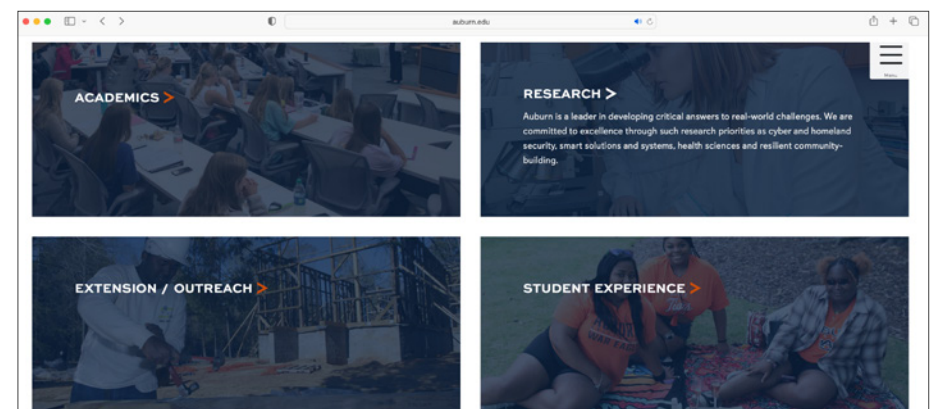 auburn.edu
Menu
ACADEMICS >
RESEARCH >
Auburn is a leader in developing critical answers to real-world challenges. We are
committed to excellence through such research priorities as cyber and homeland
security, smart solutions and systems, health sciences and resilient community-
building.
EXTENSION / OUTREACH >
STUDENT EXPERIENCE >
WAR EAGLE